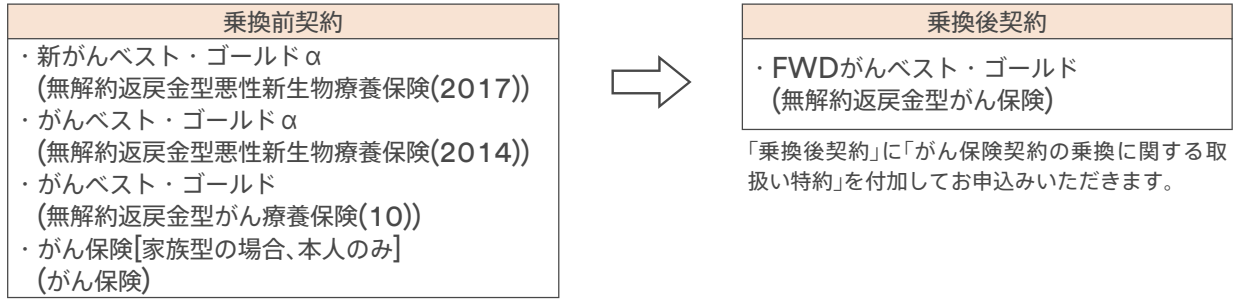 乗換前契約
・新がんベスト・ゴールドα
(無解約返戻金型悪性新生物療養保険(2017))
・がんベスト・ゴールドα
(無解約返戻金型悪性新生物療養保険(2014))
・がんベスト・ゴールド
(無解約返戻金型がん療養保険(10))
・がん保険[家族型の場合、本人のみ]
(がん保険)
乗換後契約
・FWDがんベスト・ゴールド
(無解約返戻金型がん保険)
「乗換後契約」に「がん保険契約の乗換に関する取
扱い特約」を付加してお申込みいただきます。